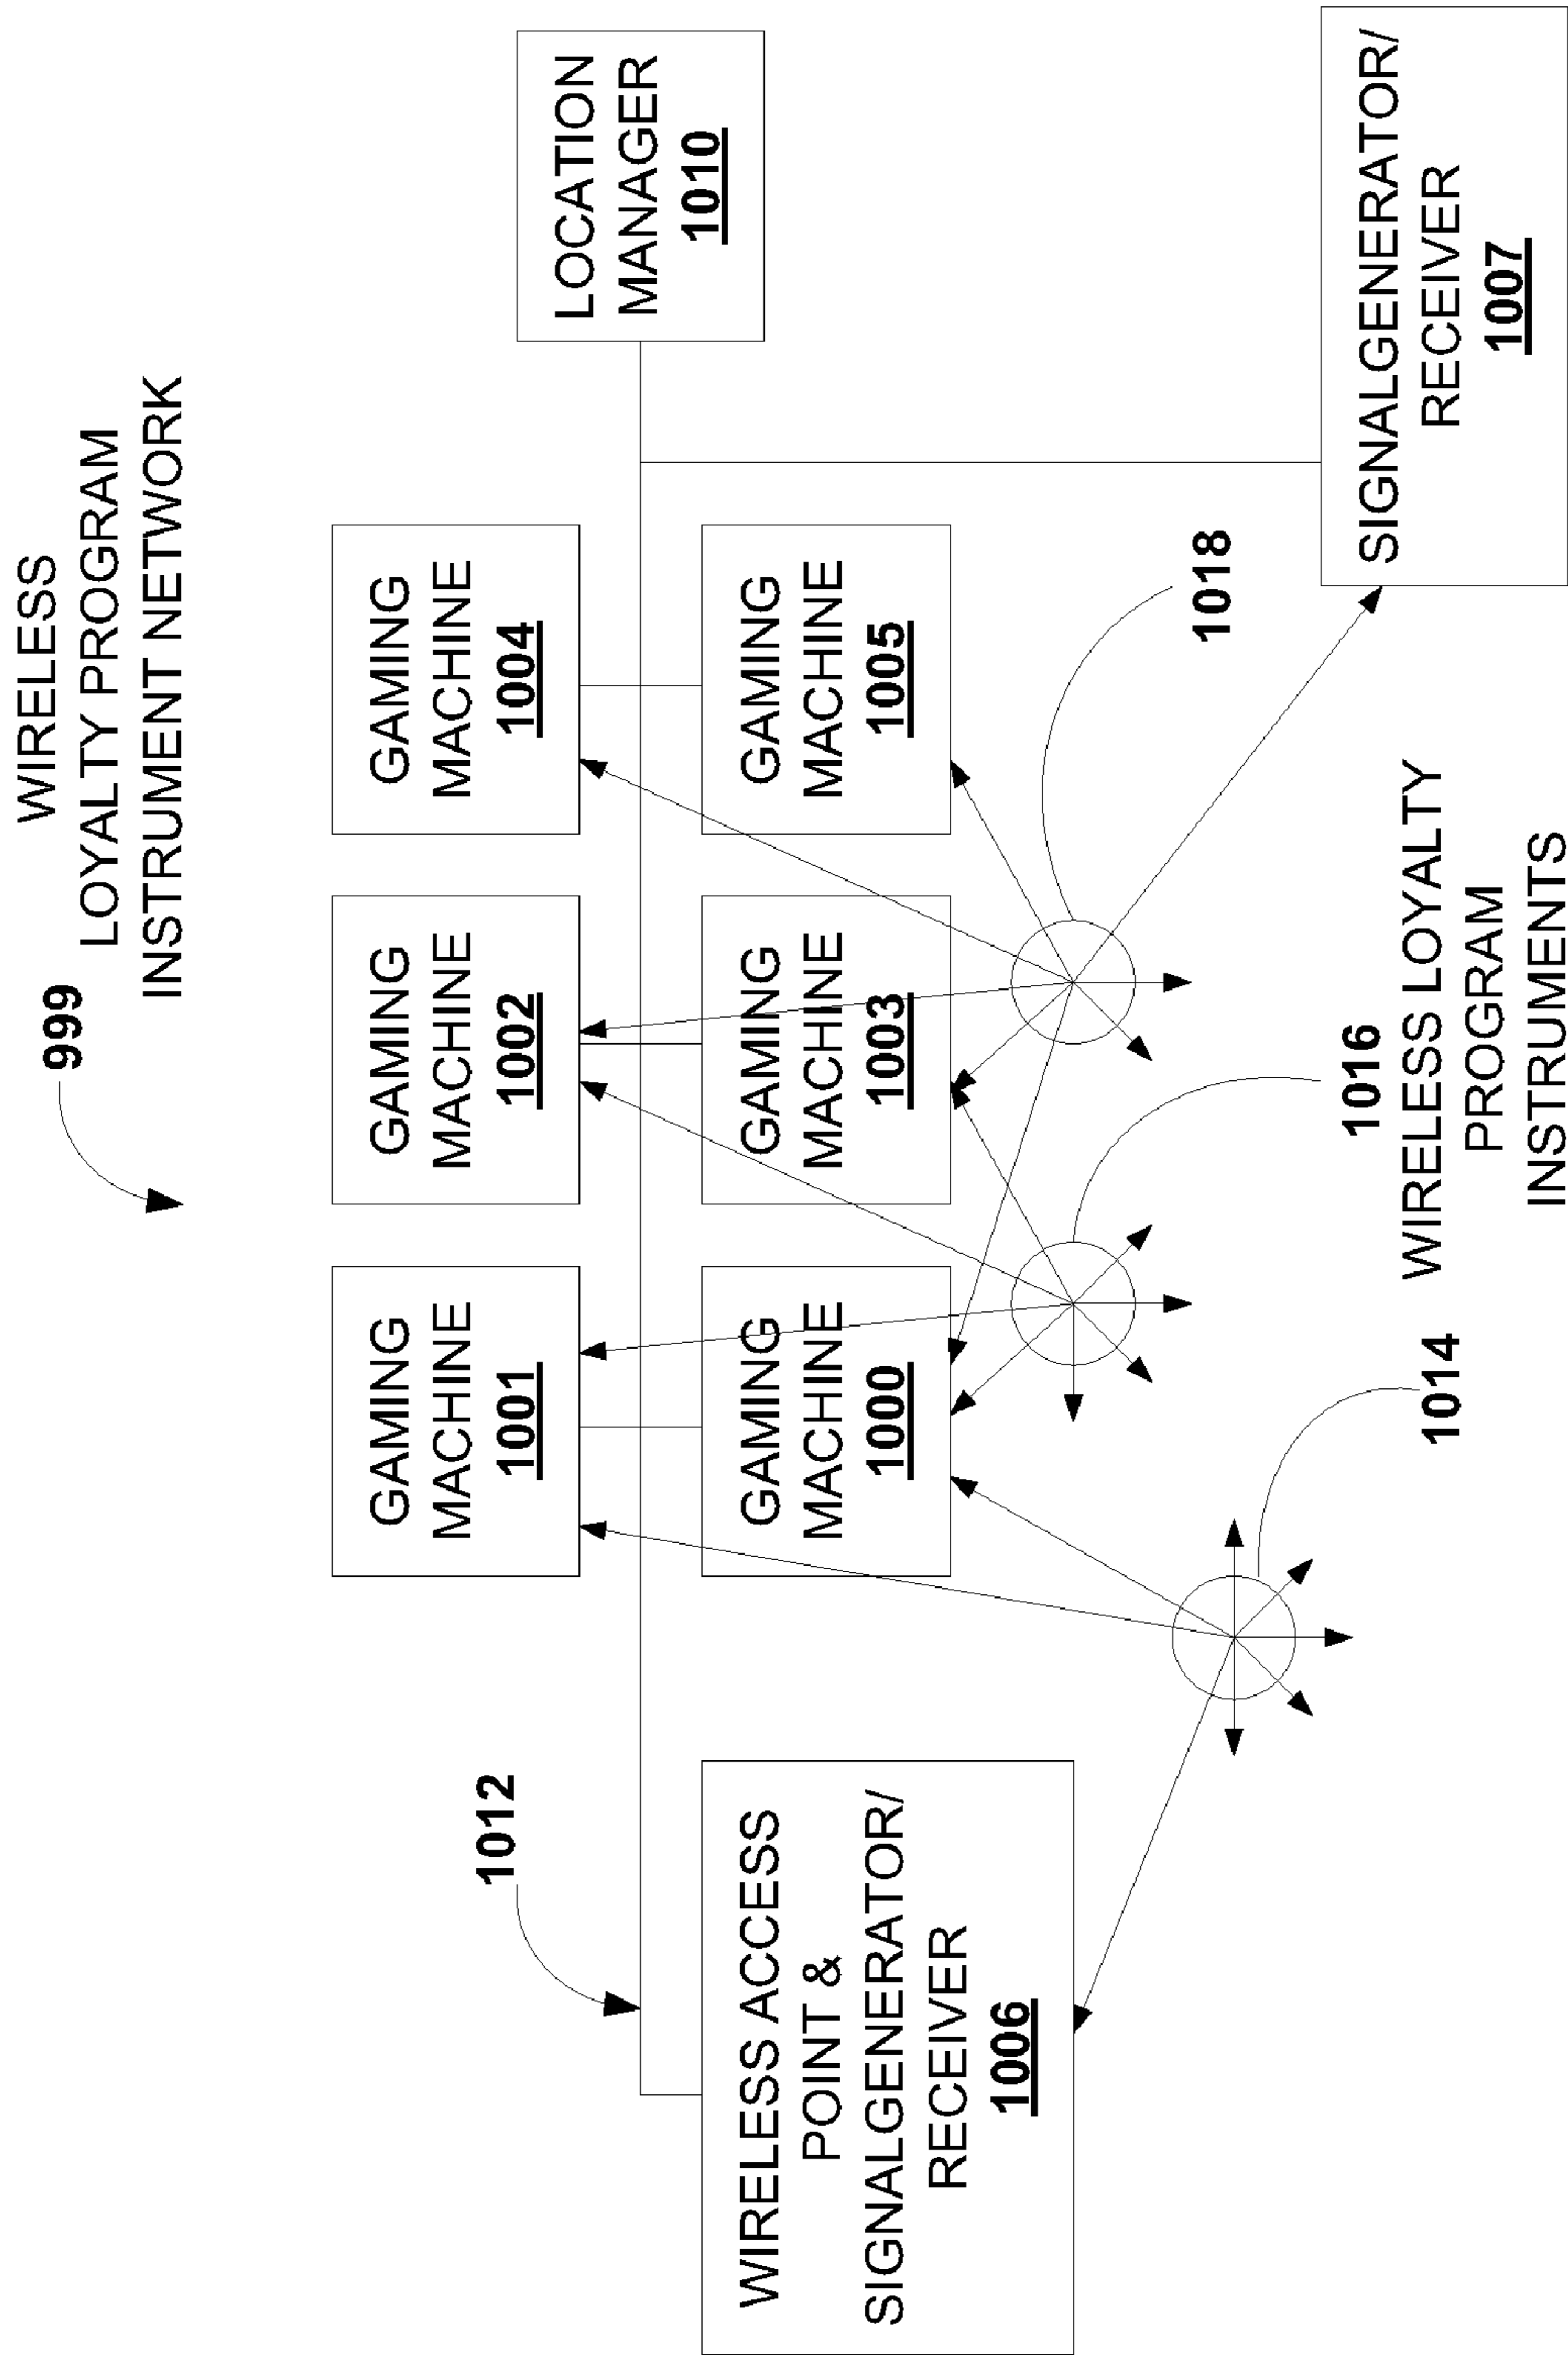 WIRELESS
LOYALTY PROGRAM
INSTRUMENT NETWORK
999
1012
GAMING
MACHINE
1001
GAMING
MACHINE
1002
GAMING
MACHINE
1004
LOCATION
MANAGER
1010
WIRELESS ACCESS
POINT &
SIGNALGENERATOR/
RECEIVER
1006
GAMING
MACHINE
1000
GAMING
MACHINE
1003
GAMING
MACHINE
1005
1018
1014
1016
WIRELESS LOYALTY
PROGRAM
INSTRUMENTS
SIGNALGENERATOR/
RECEIVER
1007